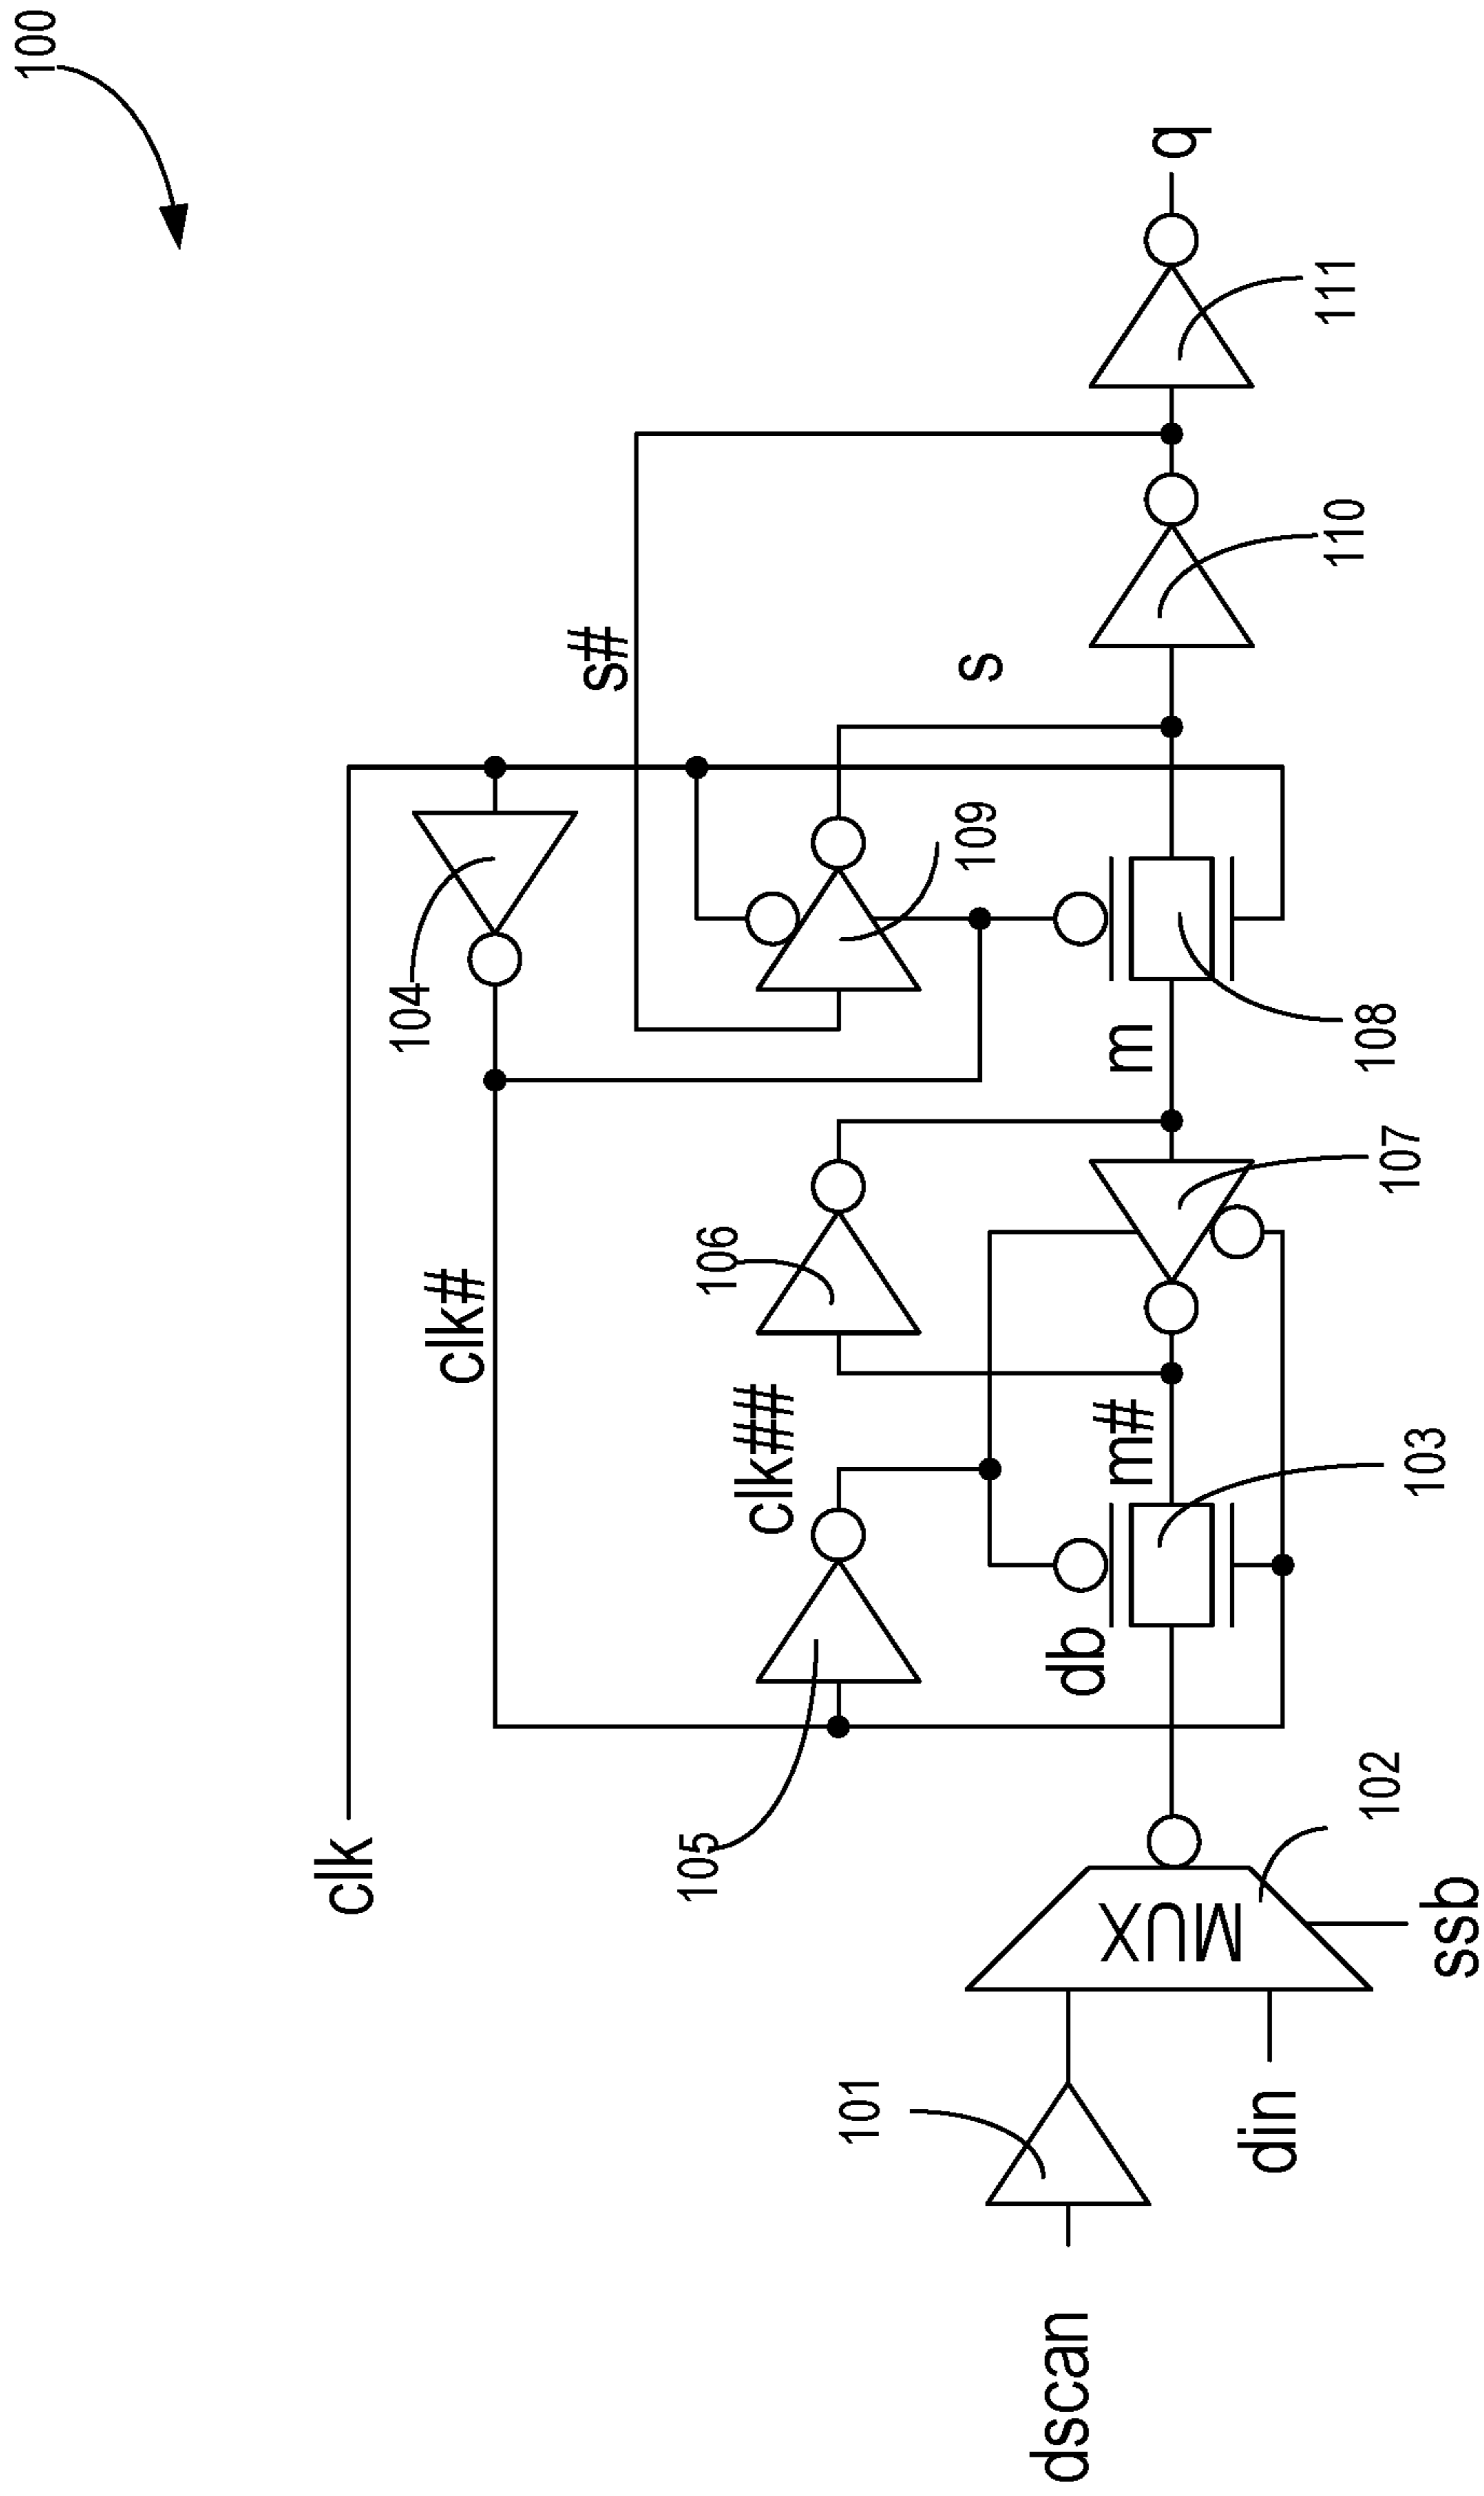 100
clk
104
clk#
s#
105
clk##
106
109
s
101
dscan
din
MUX
ssb
102
db
103
m#
107
m
108
110
111
q